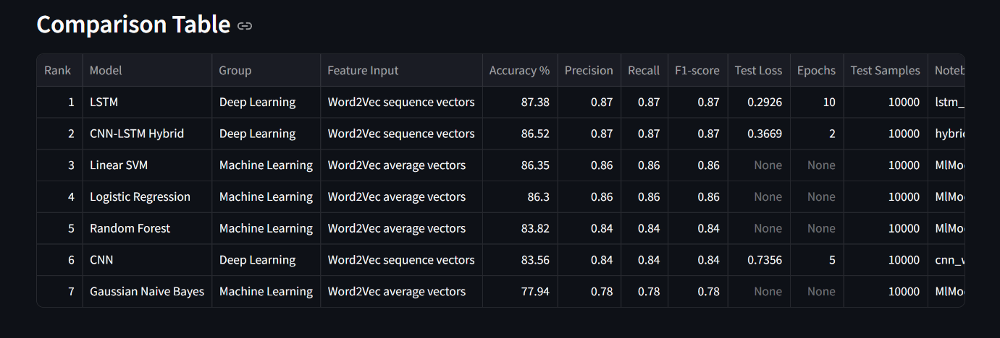 Comparison Table
Rank Model Group Feature Input Accuracy % Precision Recall F1-score Test Loss Epochs Test Samples Noteb
1 LSTM Deep Learning Word2Vec sequence vectors 87.38 0.87 0.87 0.87 0.2926 10 10000 lstm_
2 CNN-LSTM Hybrid Deep Learning Word2Vec sequence vectors 86.52 0.87 0.87 0.87 0.3669 2 10000 hybric
3 Linear SVM Machine Learning Word2Vec average vectors 86.35 0.86 0.86 0.86 None None 10000 MlMo
4 Logistic Regression Machine Learning Word2Vec average vectors 86.3 0.86 0.86 0.86 None None 10000 MlMo
5 Random Forest Machine Learning Word2Vec average vectors 83.82 0.84 0.84 0.84 None None 10000 MlMo
6 CNN Deep Learning Word2Vec sequence vectors 83.56 0.84 0.84 0.84 0.7356 5 10000 cnn_v
7 Gaussian Naive Bayes Machine Learning Word2Vec average vectors 77.94 0.78 0.78 0.78 None None 10000 MlMo